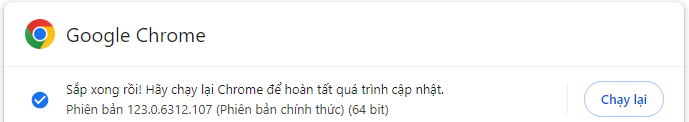 Google Chrome
Sắp xong rồi! Hãy chạy lại Chrome để hoàn tất quá trình cập nhật.
Phiên bản 123.0.6312.107 (Phiên bản chính thức) (64 bit)
Chạy lại